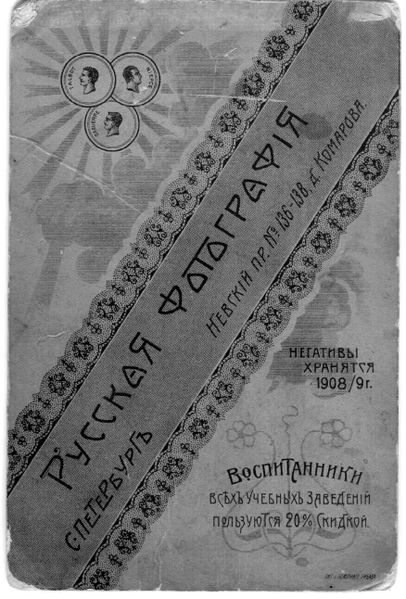 Русская Фотографія
Невскій пр. № 136-138. д. Комарова.
С-Петербургъ
Негативы
хранятся
1908/9 г.
Воспитанники
всѣхъ учебныхъ заведеній
пользуются 20% скидкой.